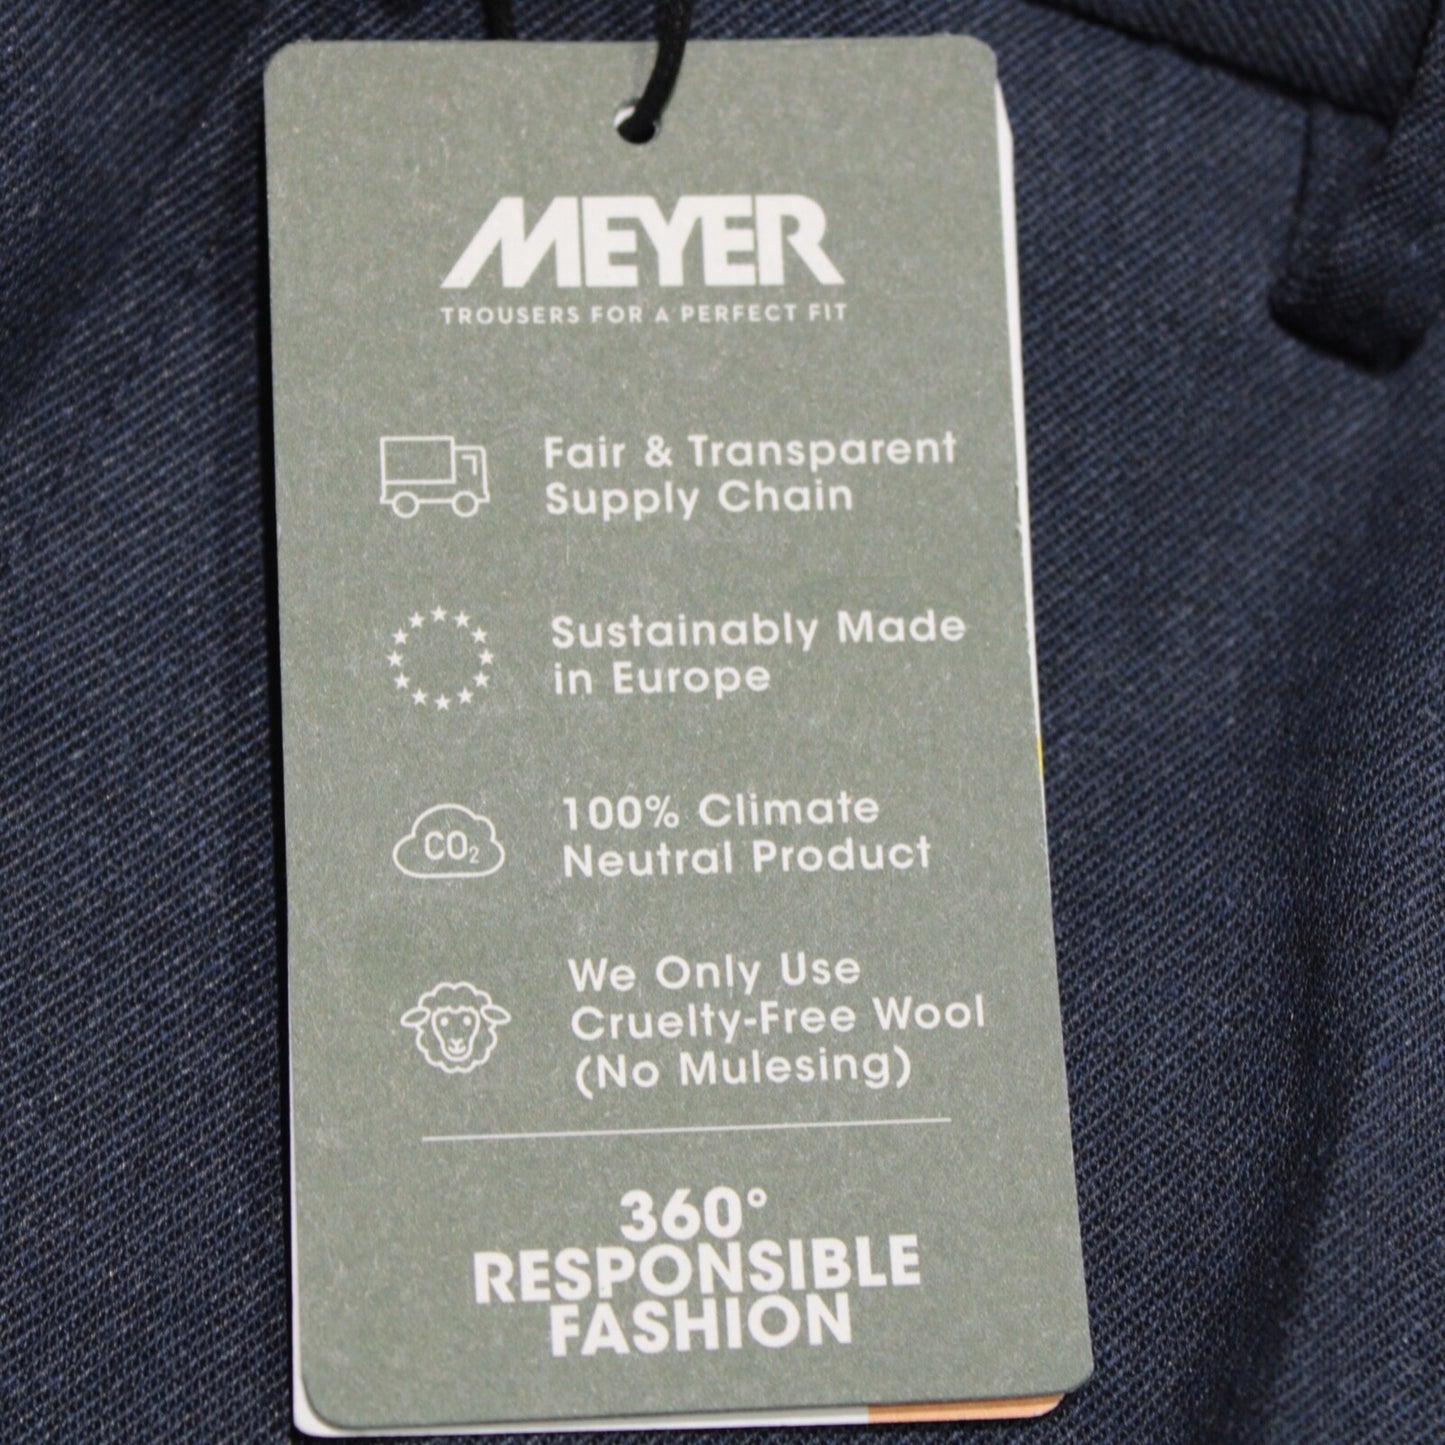 MEYER
TROUSERS FOR A PERFECT FIT
Fair & Transparent
Supply Chain
Sustainably Made
in Europe
CO₂
100% Climate
Neutral Product
We Only Use
Cruelty-Free Wool
(No Mulesing)
360°
RESPONSIBLE
FASHION